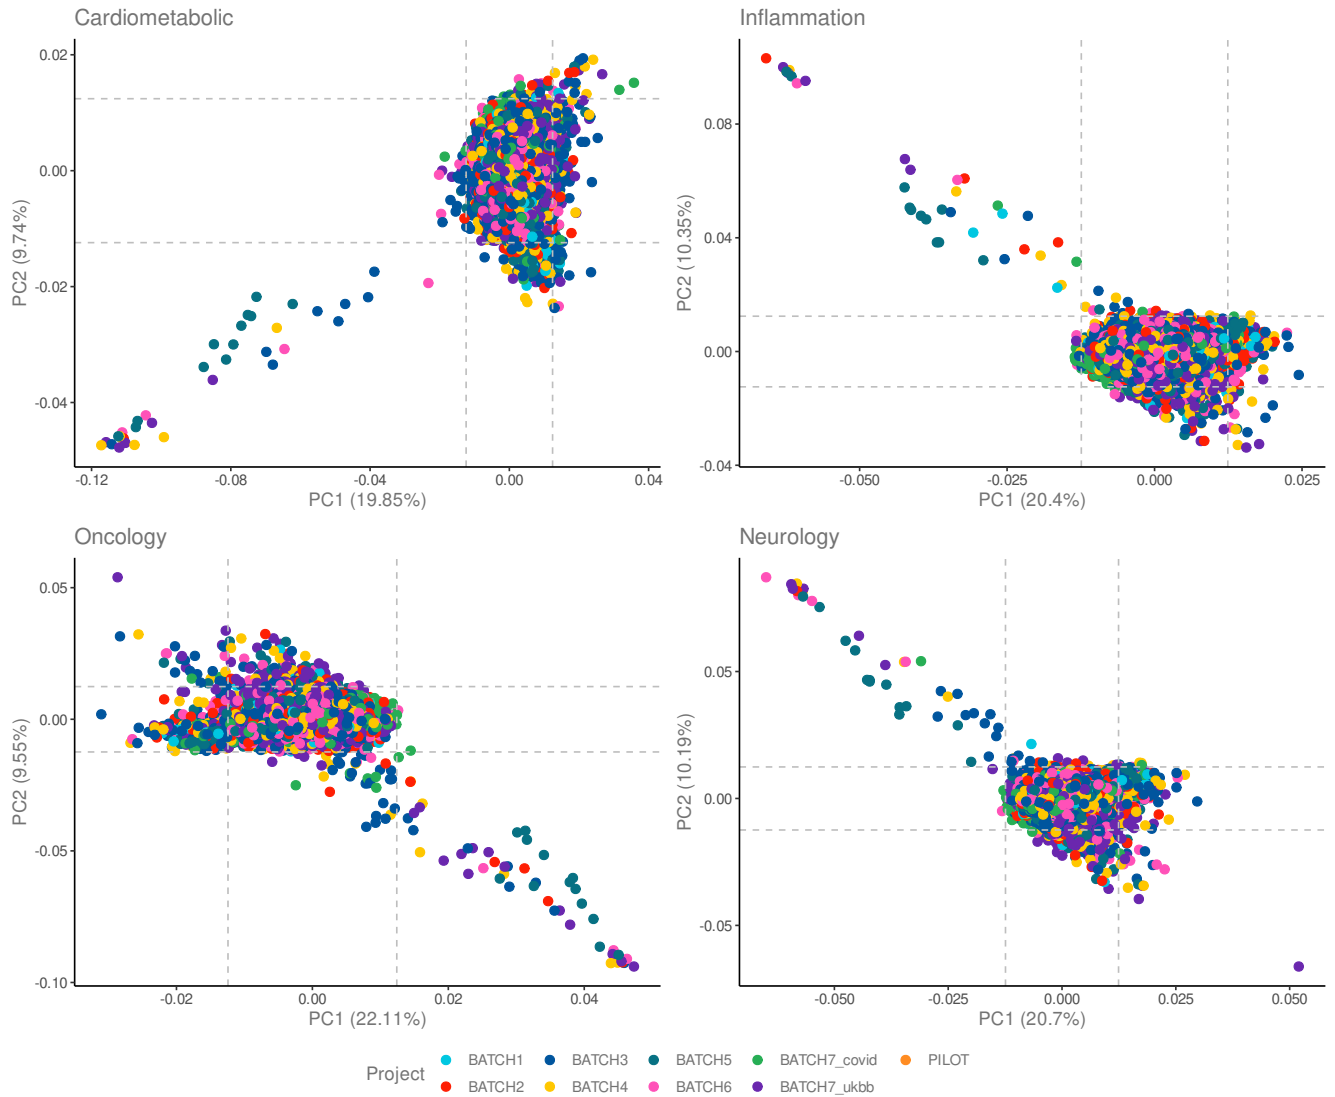 Cardiometabolic
0.02
0.00
-0.02
-0.04
PC2 (9.74%)
-0.12
-0.08
-0.04
0.00
0.04
PC1 (19.85%)
Inflammation
0.08
0.04
0.00
-0.04
PC2 (10.35%)
-0.050
-0.025
0.000
0.025
PC1 (20.4%)
Oncology
0.05
0.00
-0.05
-0.10
PC2 (9.55%)
-0.02
0.00
0.02
0.04
PC1 (22.11%)
Neurology
0.05
0.00
-0.05
PC2 (10.19%)
-0.050
-0.025
0.000
0.025
0.050
PC1 (20.7%)
Project
BATCH1
BATCH3
BATCH5
BATCH7_covid
PILOT
BATCH2
BATCH4
BATCH6
BATCH7_ukbb